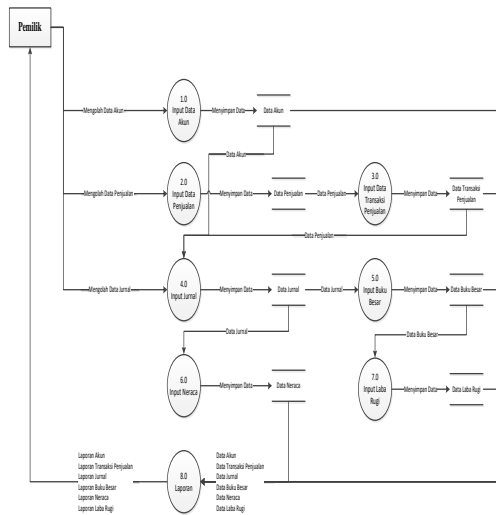 Pemilik
1.0
Input Data
Akun
Mengolah Data Akun
Menyimpan Data
Data Akun
Data Akun
2.0
Input Data
Penjualan
Mengolah Data Penjualan
Menyimpan Data
Data Penjualan
Data Penjualan
3.0
Input Data
Transaksi
Penjualan
Menyimpan Data
Data Transaksi
Penjualan
Data Penjualan
4.0
Input Jurnal
Mengolah Data Jurnal
Menyimpan Data
Data Jurnal
Data Jurnal
5.0
Input Buku
Besar
Menyimpan Data
Data Buku Besar
Data Jurnal
Data Buku Besar
6.0
Input Neraca
Menyimpan Data
Data Neraca
7.0
Input Laba
Rugi
Menyimpan Data
Data Laba Rugi
Laporan Akun
Laporan Transaksi Penjualan
Laporan Jurnal
Laporan Buku Besar
Laporan Neraca
Laporan Laba Rugi
8.0
Laporan
Data Akun
Data Transaksi Penjualan
Data Jurnal
Data Buku Besar
Data Neraca
Data Laba Rugi